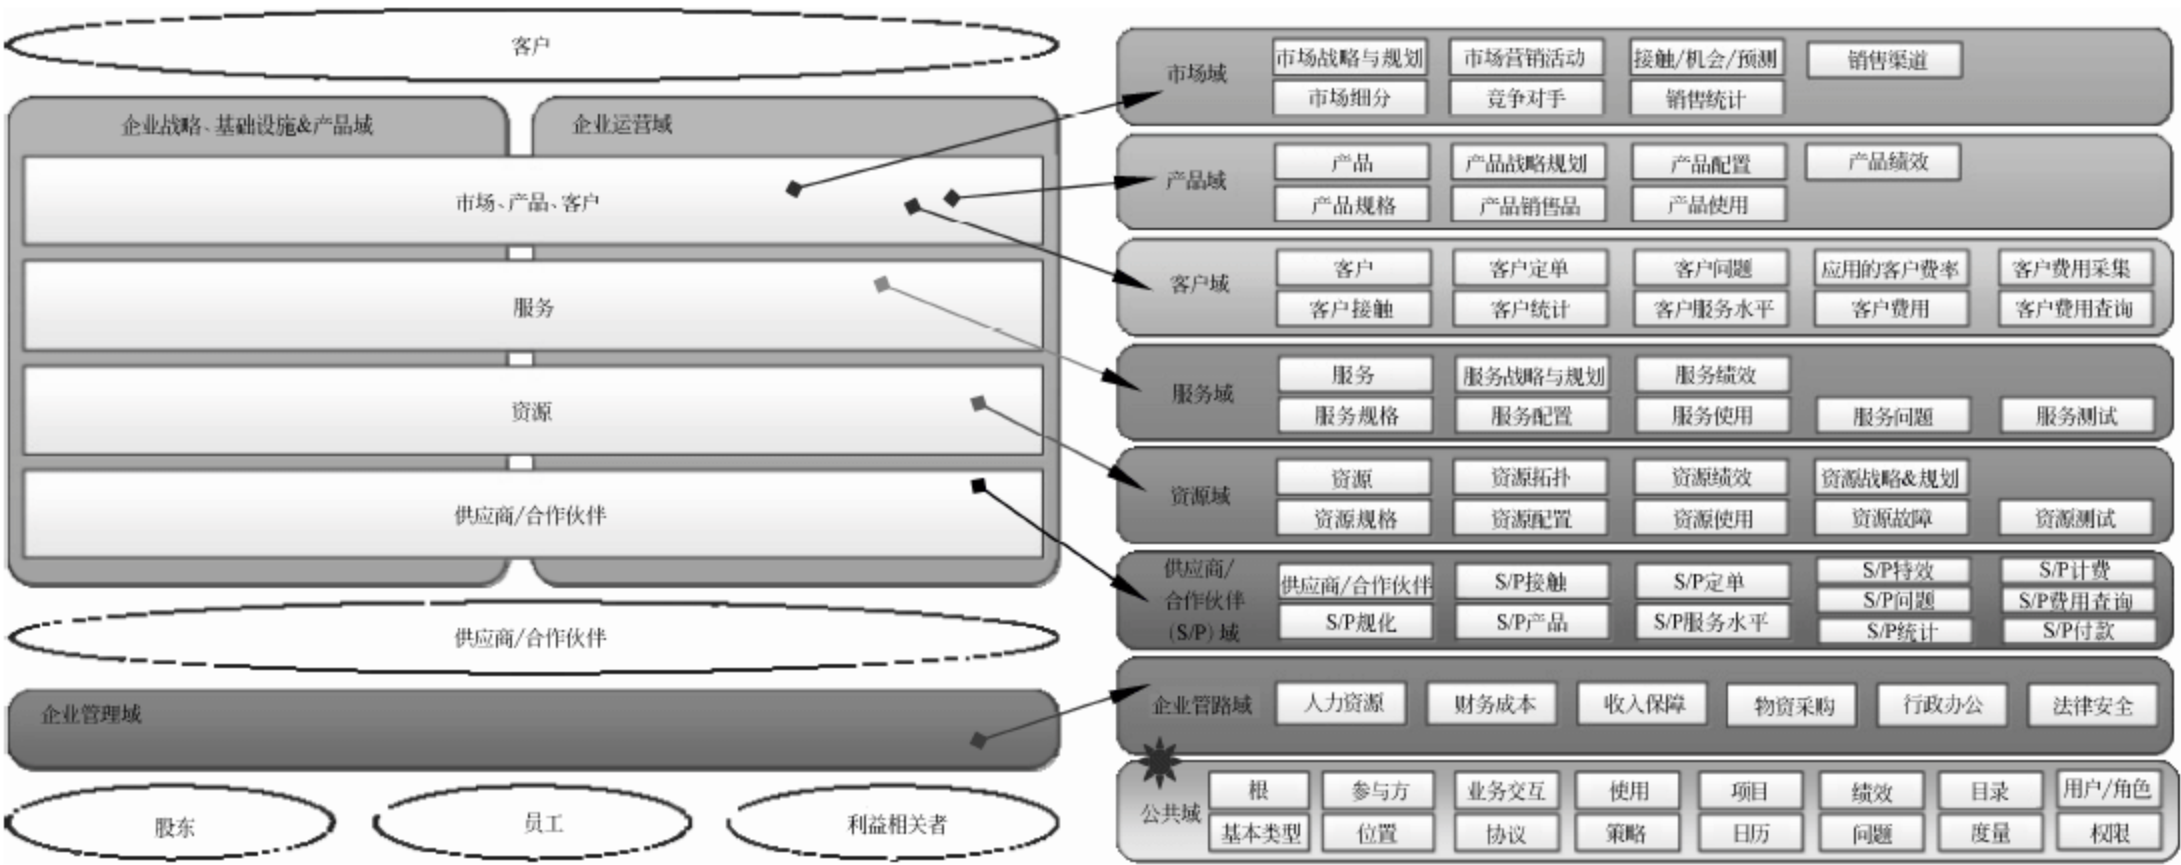 客户
企业战略、基础设施&产品域
企业运营域
市场、产品、客户
服务
资源
供应商/合作伙伴
供应商/合作伙伴
企业管理域
股东
员工
利益相关者
市场域
市场战略与规划
市场营销活动
接触/机会/预测
销售渠道
市场细分
竞争对手
销售统计
产品域
产品
产品战略规划
产品配置
产品绩效
产品规格
产品销售品
产品使用
客户域
客户
客户定单
客户问题
应用的客户费率
客户费用采集
客户接触
客户统计
客户服务水平
客户费用
客户费用查询
服务域
服务
服务战略与规划
服务绩效
服务规格
服务配置
服务使用
服务问题
服务测试
资源域
资源
资源拓扑
资源绩效
资源战略&规划
资源规格
资源配置
资源使用
资源故障
资源测试
供应商/
合作伙伴
(S/P)域
供应商/合作伙伴
S/P接触
S/P定单
S/P特效
S/P计费
S/P问题
S/P费用查询
S/P规化
S/P产品
S/P服务水平
S/P统计
S/P付款
企业管路域
人力资源
财务成本
收入保障
物资采购
行政办公
法律安全
公共域
根
参与方
业务交互
使用
项目
绩效
目录
用户/角色
基本类型
位置
协议
策略
日历
问题
度量
权限